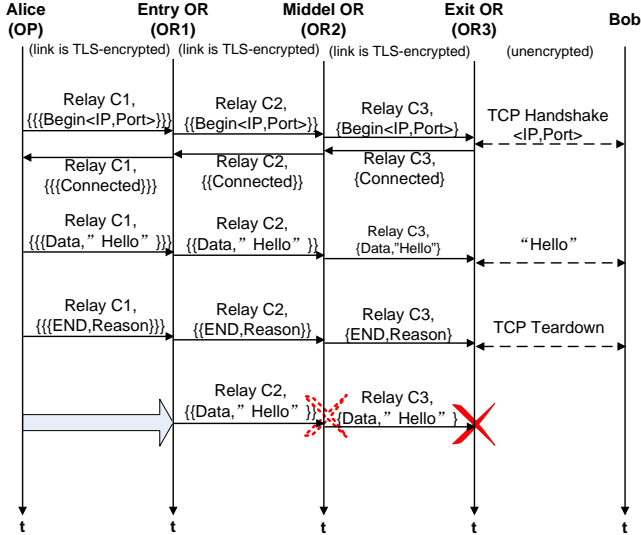 Alice Entry OR Middel OR Exit OR Bob
(OP) (OR1) (OR2) (OR3)
(link is TLS-encrypted) (link is TLS-encrypted) (link is TLS-encrypted) (unencrypted)
Relay C1, Relay C2, Relay C3, TCP Handshake
{{{Begin<IP,Port>}}} {{Begin<IP,Port>}} {Begin<IP,Port>} <IP,Port>
Relay C1, Relay C2, Relay C3,
{{{Connected}}} {{Connected}} {Connected}
Relay C1, Relay C2, Relay C3,
{{{Data,” Hello” }}} {{Data,” Hello” }} {Data,"Hello"} “Hello”
Relay C1, Relay C2, Relay C3,
{{{END,Reason}}} {{END,Reason}} {END,Reason} TCP Teardown
Relay C2, Relay C3,
{{Data,” Hello” }} {Data,” Hello” }
t t t t t